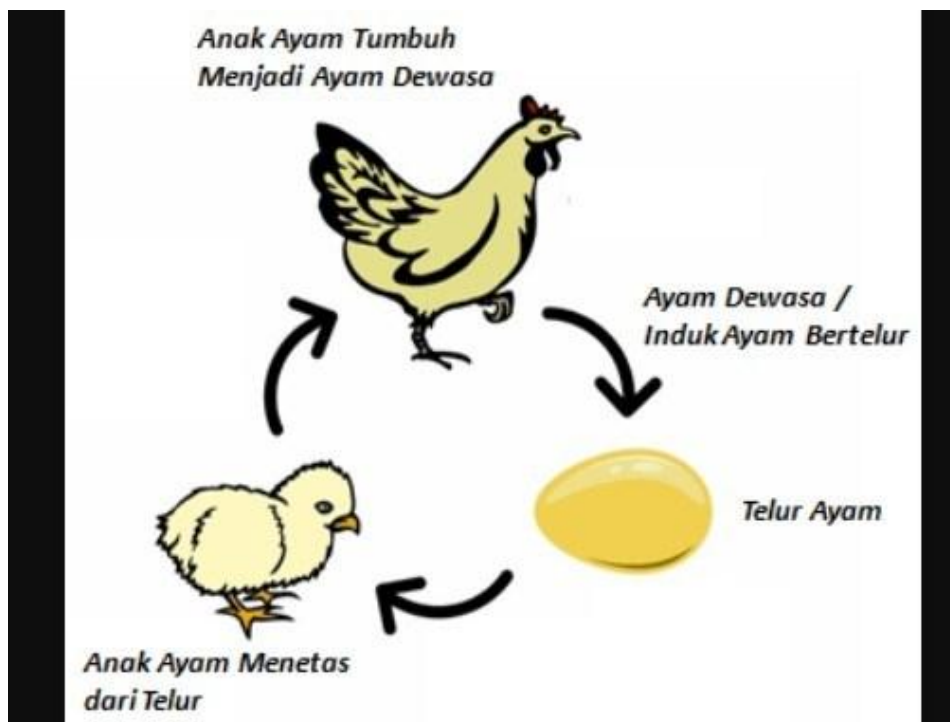 Anak Ayam Tumbuh
Menjadi Ayam Dewasa
Ayam Dewasa /
Induk Ayam Bertelur
Telur Ayam
Anak Ayam Menetas
dari Telur